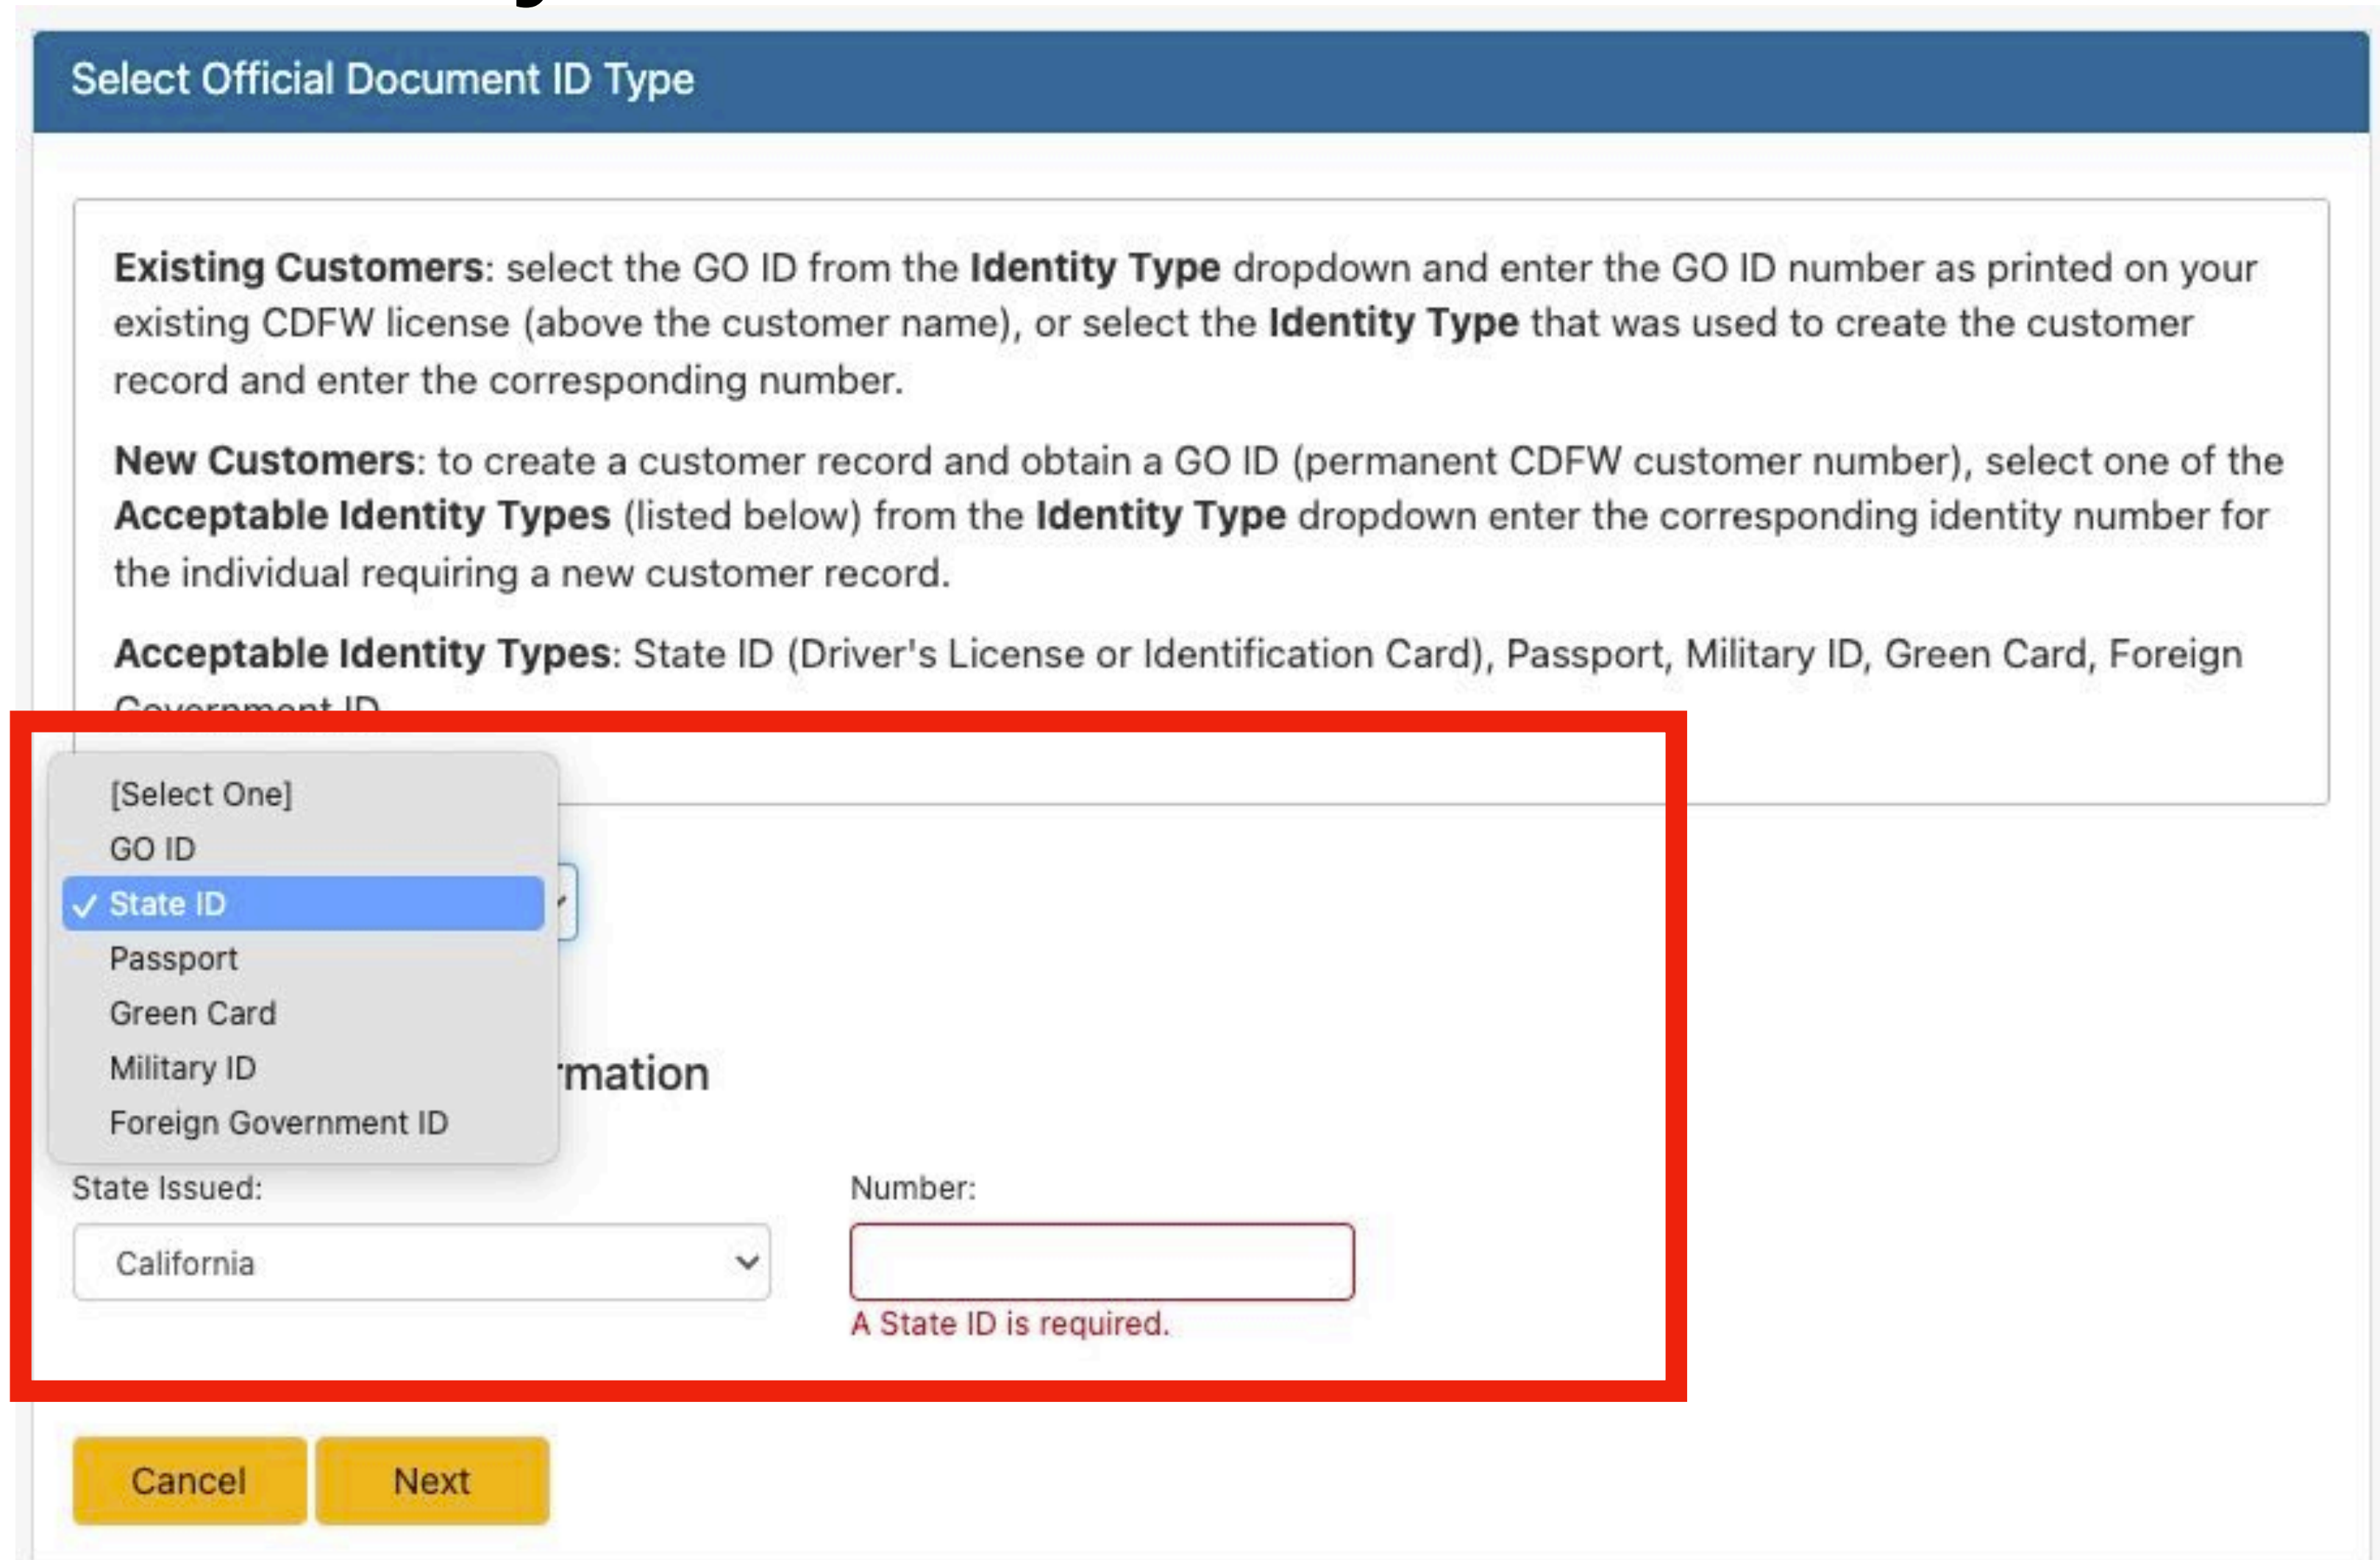 Select Official Document ID Type
Existing Customers: select the GO ID from the Identity Type dropdown and enter the GO ID number as printed on your
existing CDFW license (above the customer name), or select the Identity Type that was used to create the customer
record and enter the corresponding number.
New Customers: to create a customer record and obtain a GO ID (permanent CDFW customer number), select one of the
Acceptable Identity Types (listed below) from the Identity Type dropdown enter the corresponding identity number for
the individual requiring a new customer record.
Acceptable Identity Types: State ID (Driver's License or Identification Card), Passport, Military ID, Green Card, Foreign
Government ID
[Select One]
GO ID
✓ State ID
Passport
Green Card
Military ID
Foreign Government ID
rmation
State Issued:
Number:
California
A State ID is required.
Cancel
Next